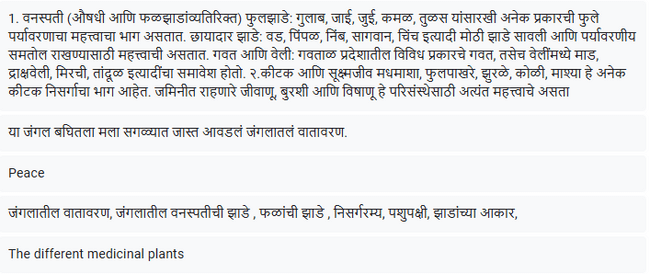 1. वनस्पती (औषधी आणि फळझाडांव्यतिरिक्त) फुलझाडे: गुलाब, जाई, जुई, कमळ, तुळस यांसारखी अनेक प्रकारची फुले
पर्यावरणाचा महत्त्वाचा भाग असतात. छायादार झाडे: वड, पिंपळ, निंब, सागवान, चिंच इत्यादी मोठी झाडे सावली आणि पर्यावरणीय
समतोल राखण्यासाठी महत्त्वाची असतात. गवत आणि वेली: गवताळ प्रदेशातील विविध प्रकारचे गवत, तसेच वेलींमध्ये माड,
द्राक्षवेली, मिरची, तांदूळ इत्यादींचा समावेश होतो. २.कीटक आणि सूक्ष्मजीव मधमाशा, फुलपाखरे, झुरळे, कोळी, माश्या हे अनेक
कीटक निसर्गाचा भाग आहेत. जमिनीत राहणारे जीवाणू, बुरशी आणि विषाणू हे परिसंस्थेसाठी अत्यंत महत्त्वाचे असता
या जंगल बघितला मला सगळ्यात जास्त आवडलं जंगलातलं वातावरण.
Peace
जंगलातील वातावरण, जंगलातील वनस्पतीची झाडे , फळांची झाडे , निसर्गरम्य, पशुपक्षी, झाडांच्या आकार,
The different medicinal plants